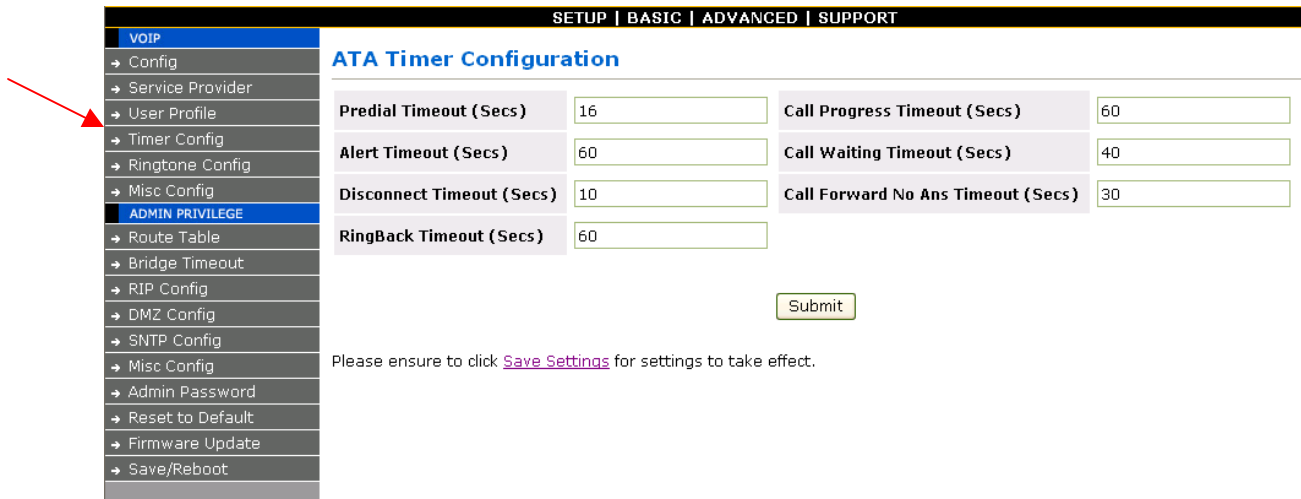 SETUP | BASIC | ADVANCED | SUPPORT
VOIP
→ Config
→ Service Provider
→ User Profile
→ Timer Config
→ Ringtone Config
→ Misc Config
ADMIN PRIVILEGE
→ Route Table
→ Bridge Timeout
→ RIP Config
→ DMZ Config
→ SNTP Config
→ Misc Config
→ Admin Password
→ Reset to Default
→ Firmware Update
→ Save/Reboot
ATA Timer Configuration
Predial Timeout (Secs) 16 Call Progress Timeout (Secs) 60
Alert Timeout (Secs) 60 Call Waiting Timeout (Secs) 40
Disconnect Timeout (Secs) 10 Call Forward No Ans Timeout (Secs) 30
RingBack Timeout (Secs) 60
Submit
Please ensure to click Save Settings for settings to take effect.